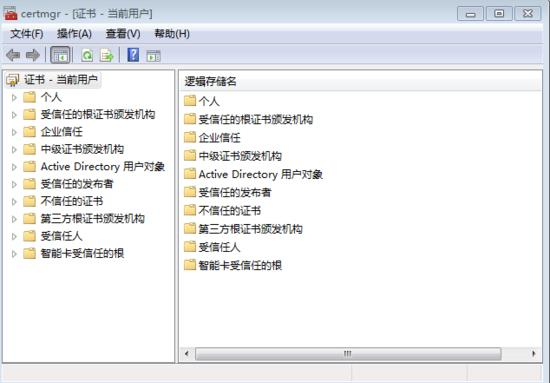 certmgr - [证书 - 当前用户]
文件(F) 操作(A) 查看(V) 帮助(H)
证书 - 当前用户
个人
受信任的根证书颁发机构
企业信任
中级证书颁发机构
Active Directory 用户对象
受信任的发布者
不信任的证书
第三方根证书颁发机构
受信任人
智能卡受信任的根
逻辑存储名
个人
受信任的根证书颁发机构
企业信任
中级证书颁发机构
Active Directory 用户对象
受信任的发布者
不信任的证书
第三方根证书颁发机构
受信任人
智能卡受信任的根